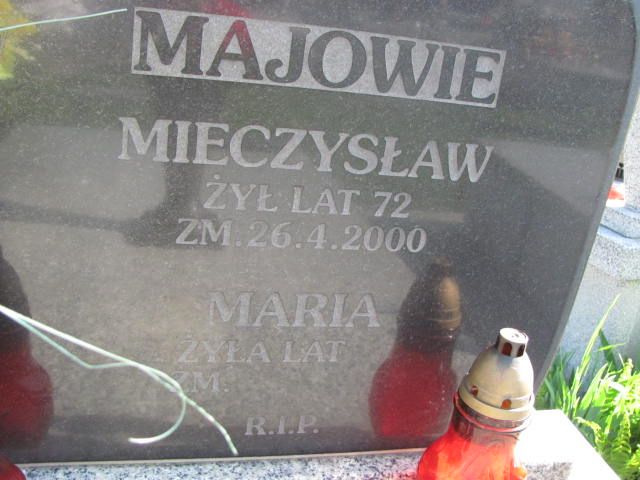 MAJOWIE
MIECZYSŁAW
ŻYŁ LAT 72
ZM.26.4.2000
MARIA
ŻYŁA LAT
ZM.
R.I.P.